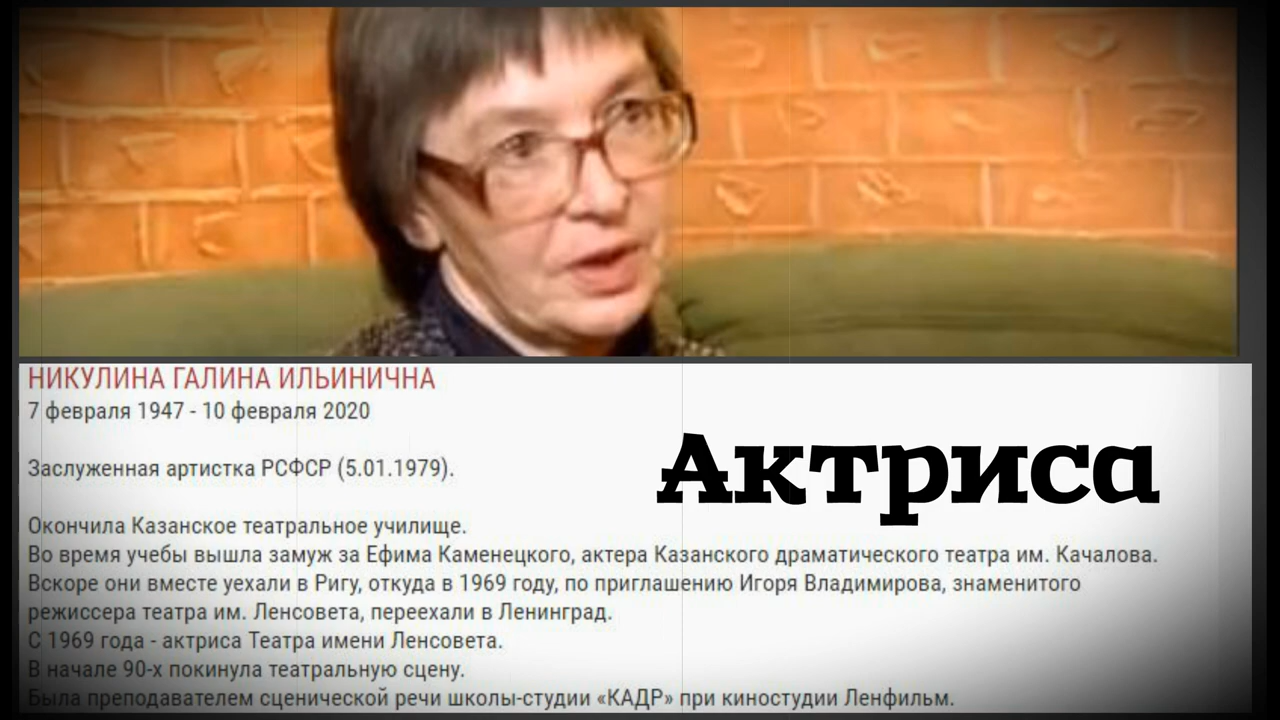 НИКУЛИНА ГАЛИНА ИЛЬИНИЧНА
7 февраля 1947 - 10 февраля 2020
Заслуженная артистка РСФСР (5.01.1979).
Актриса
Окончила Казанское театральное училище.
Во время учебы вышла замуж за Ефима Каменецкого, актера Казанского драматического театра им. Качалова.
Вскоре они вместе уехали в Ригу, откуда в 1969 году, по приглашению Игоря Владимирова, знаменитого
режиссера театра им. Ленсовета, переехали в Ленинград.
С 1969 года - актриса Театра имени Ленсовета.
В начале 90-х покинула театральную сцену.
Была преподавателем сценической речи школы-студии «КАДР» при киностудии Ленфильм.